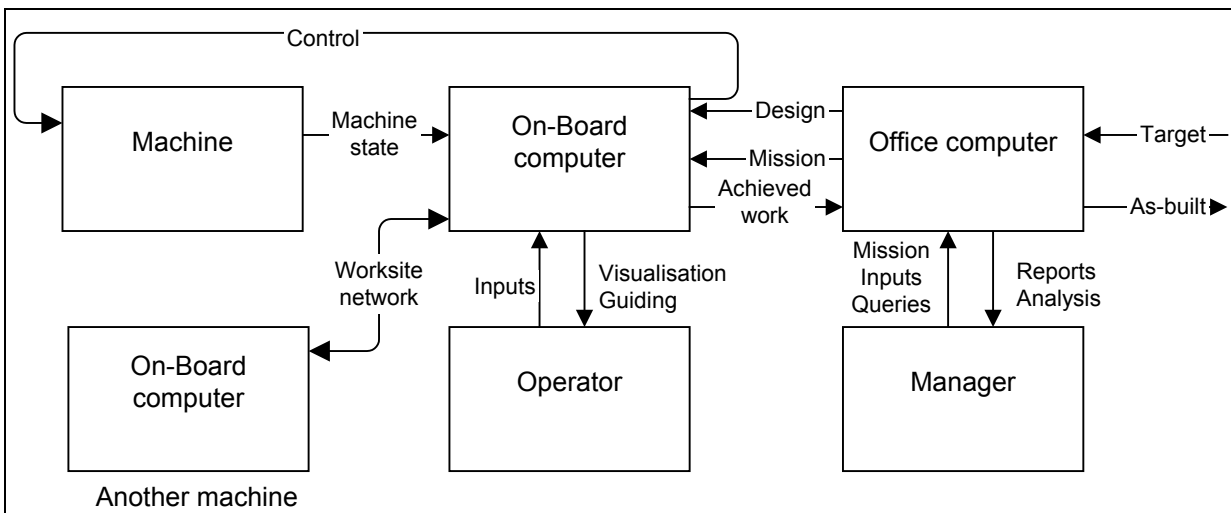 Control
Machine
Machine
state
On-Board
computer
Design
Mission
Achieved
work
Office computer
Target
As-built
Worksite
network
Inputs
Visualisation
Guiding
Mission
Inputs
Queries
Reports
Analysis
On-Board
computer
Operator
Manager
Another machine